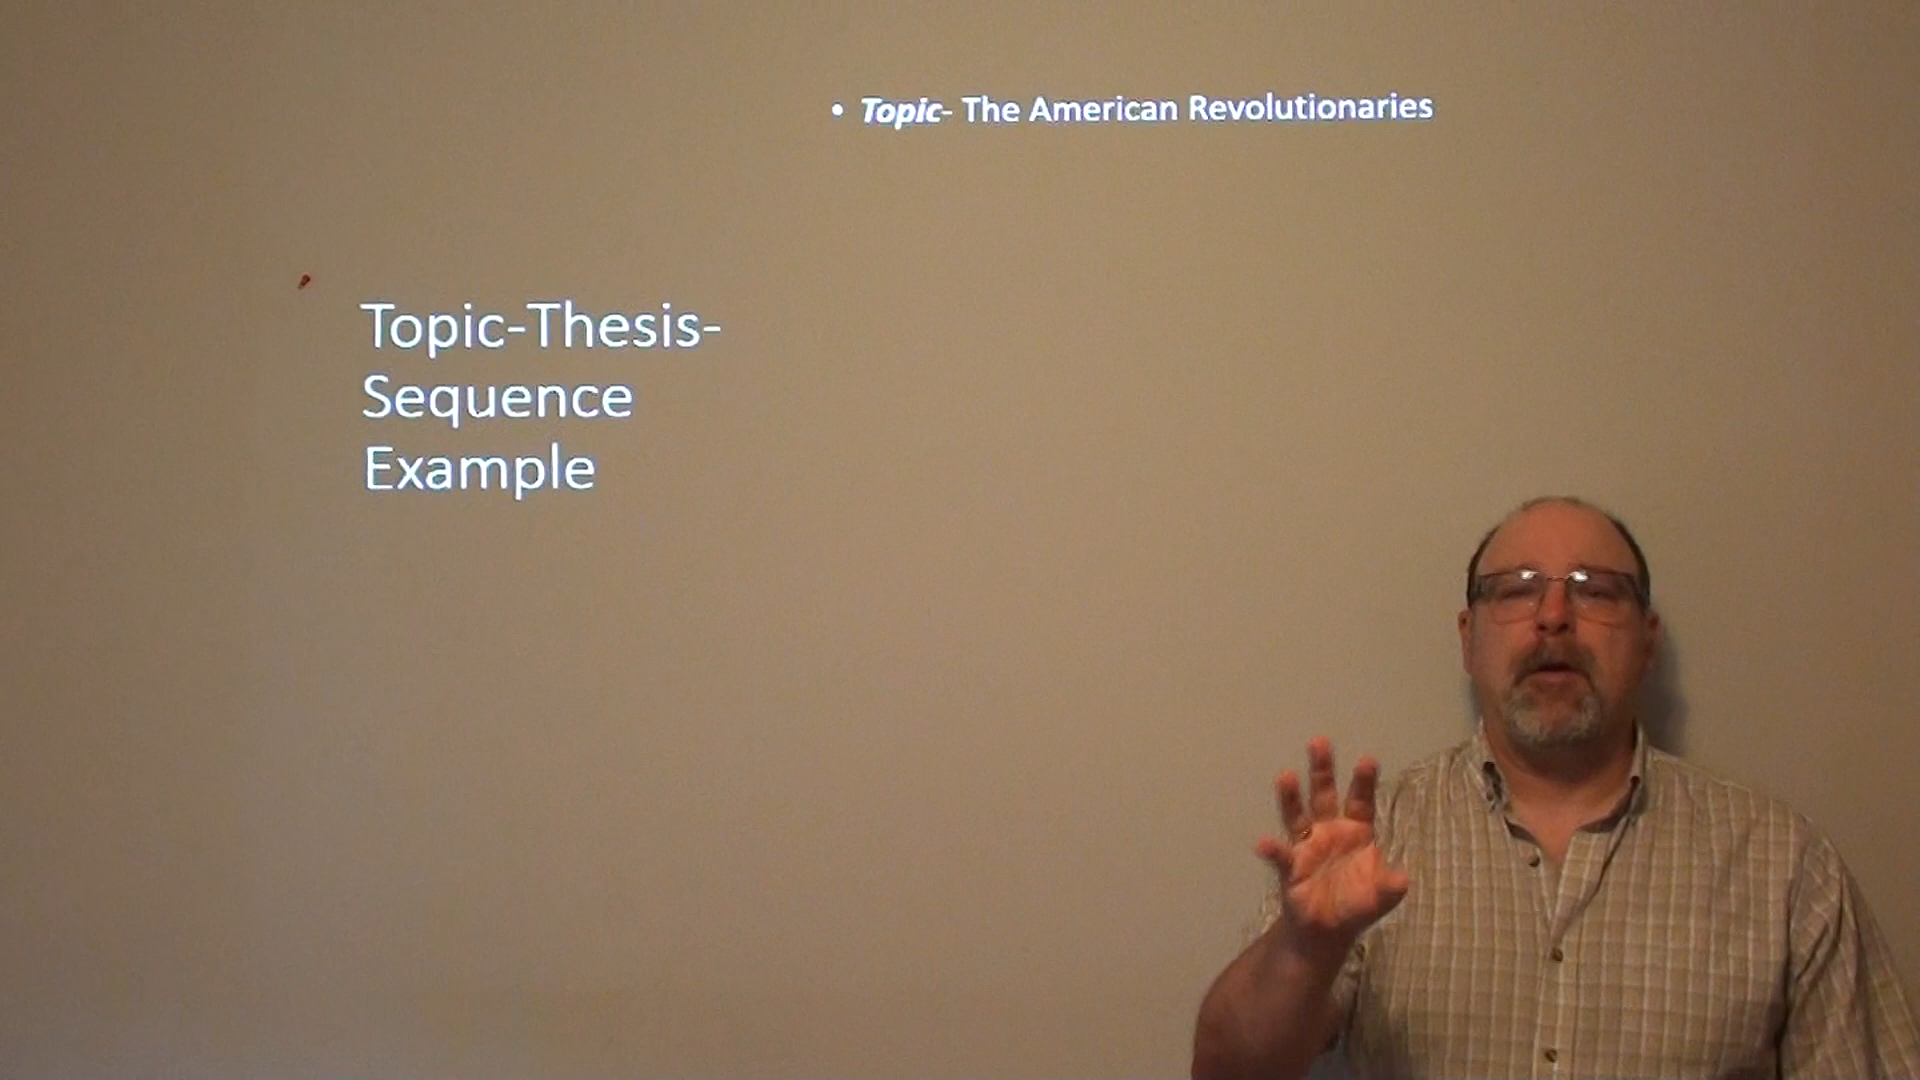 • Topic- The American Revolutionaries
Topic-Thesis-
Sequence
Example